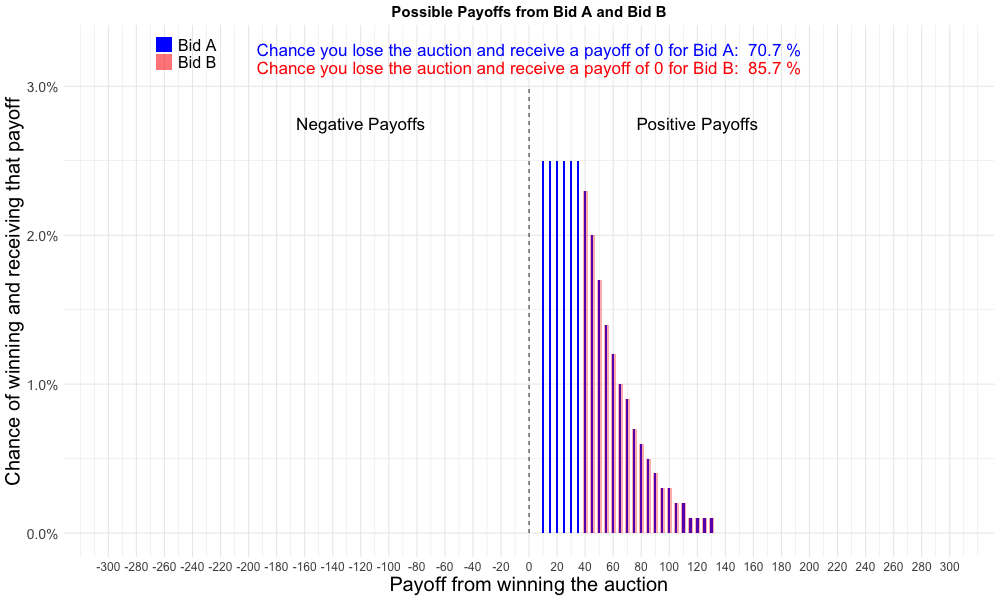 Possible Payoffs from Bid A and Bid B
Bid A
Bid B
Chance you lose the auction and receive a payoff of 0 for Bid A: 70.7 %
Chance you lose the auction and receive a payoff of 0 for Bid B: 85.7 %
Negative Payoffs
Positive Payoffs
Chance of winning and receiving that payoff
3.0%
2.0%
1.0%
0.0%
-300 -280 -260 -240 -220 -200 -180 -160 -140 -120 -100 -80 -60 -40 -20 0 20 40 60 80 100 120 140 160 180 200 220 240 260 280 300
Payoff from winning the auction